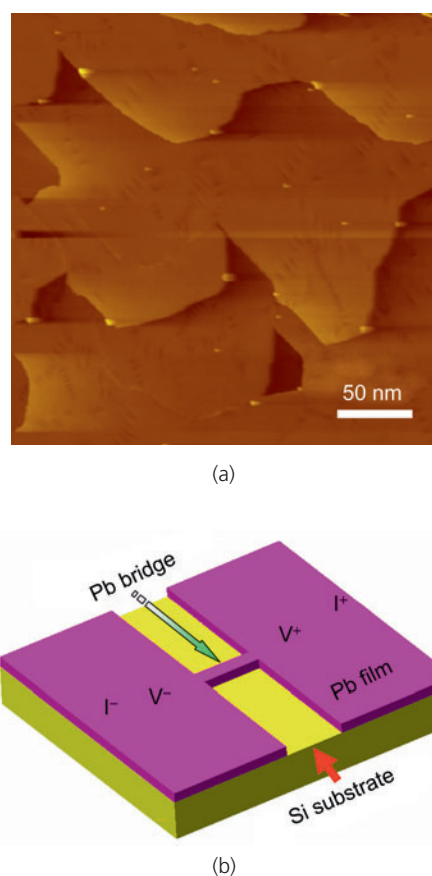 50 nm
(a)
Pb bridge
I⁺
V⁺
Pb film
I⁻
V⁻
Si substrate
(b)